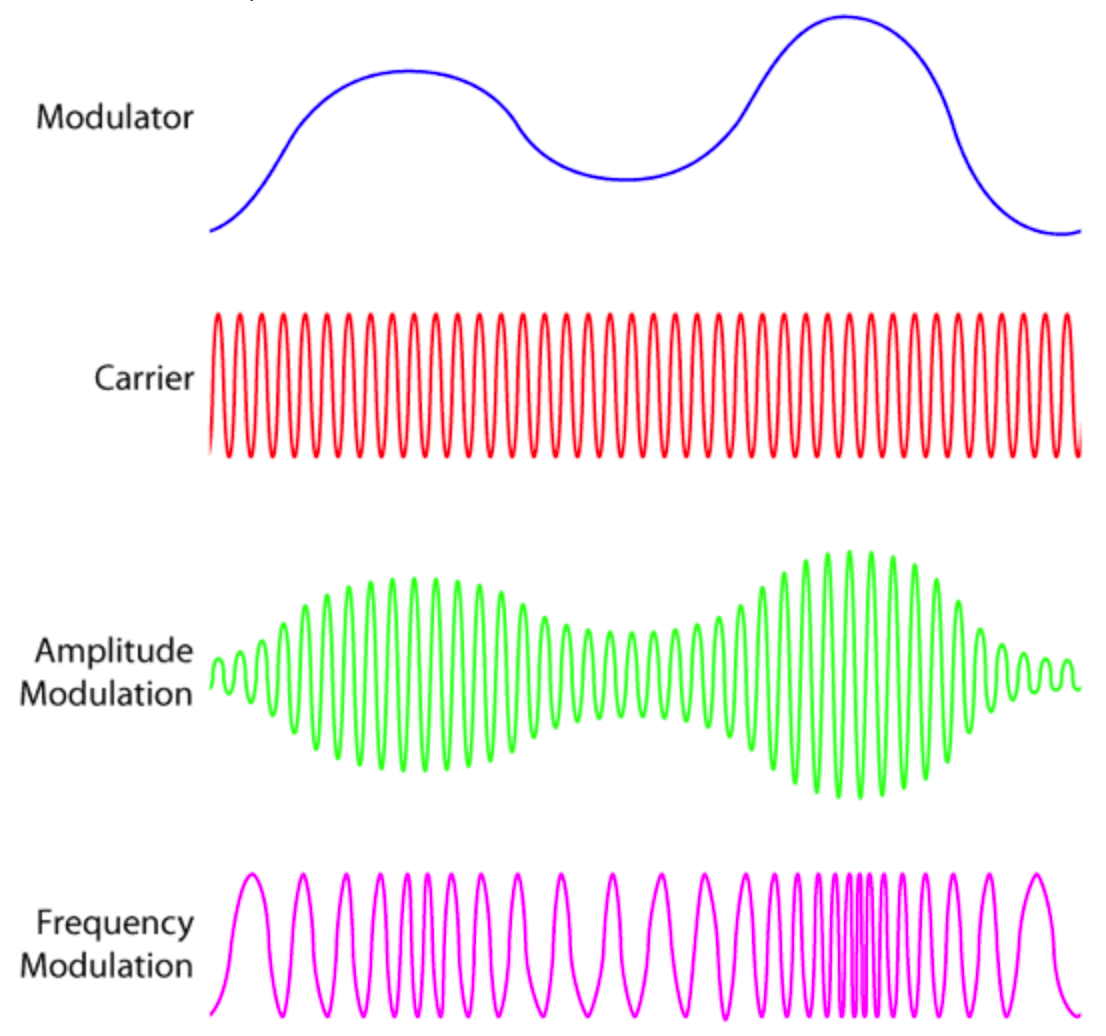 Modulator
Carrier
Amplitude
Modulation
Frequency
Modulation